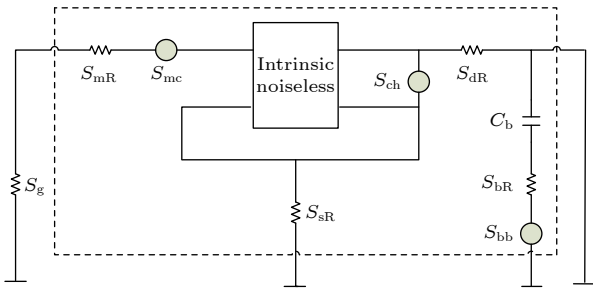 Intrinsic
noiseless
S_mR
S_mc
S_ch
S_dR
C_b
S_g
S_bR
S_sR
S_bb